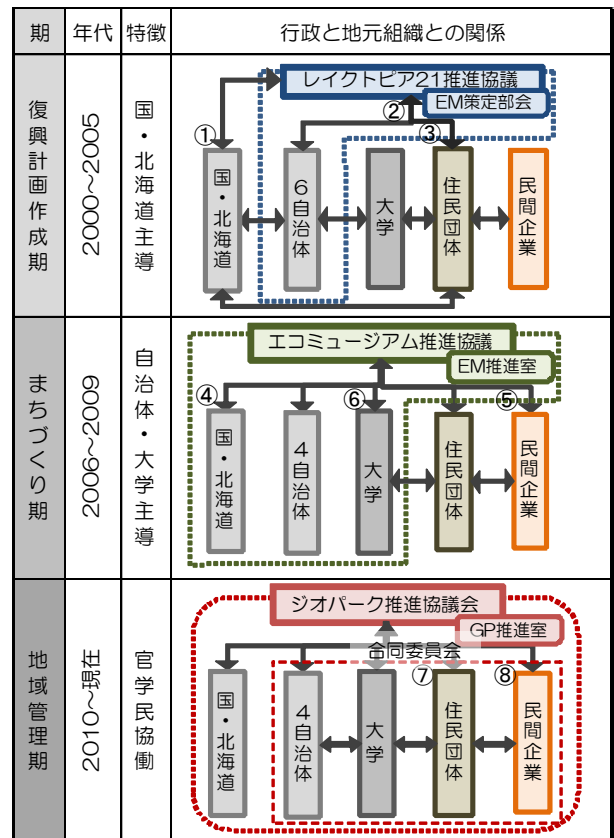 期 年代 特徴 行政と地元組織との関係
復興計画作成期
2000～2005
国・北海道主導
レイクトピア21推進協議
EM策定部会
①
②
③
国・北海道
6自治体
大学
住民団体
民間企業
まちづくり期
2006～2009
自治体・大学主導
エコミュージアム推進協議
EM推進室
④
⑥
⑤
国・北海道
4自治体
大学
住民団体
民間企業
地域管理期
2010～現在
官学民協働
ジオパーク推進協議会
GP推進室
合同委員会
⑦
⑧
国・北海道
4自治体
大学
住民団体
民間企業